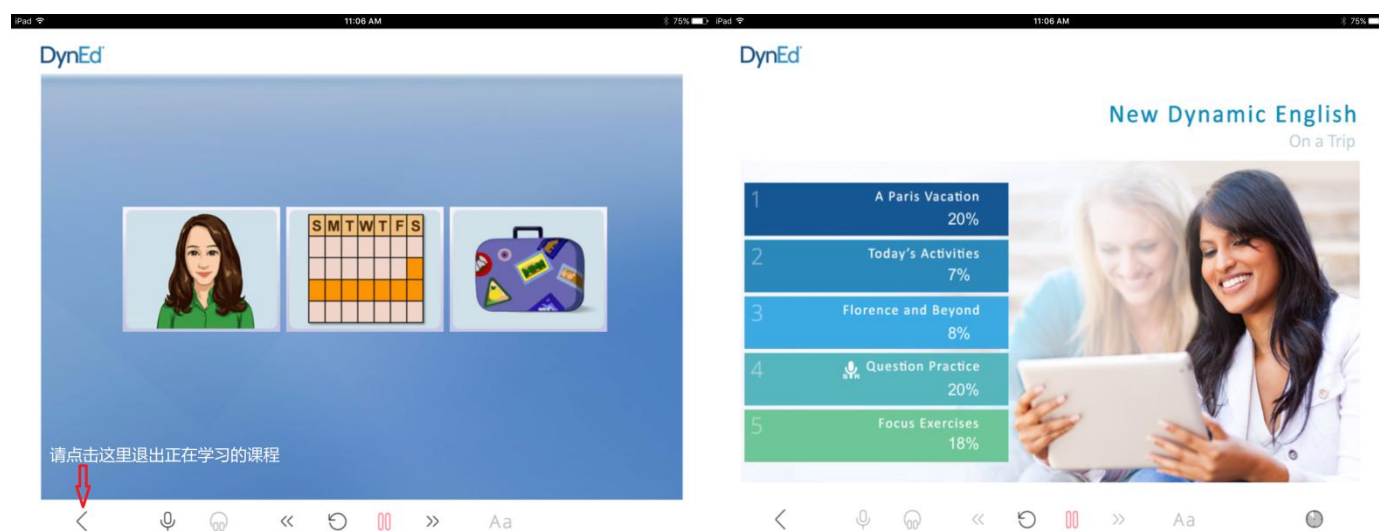 iPad 11:06 AM 75%
DynEd
S M T W T F S
请点击这里退出正在学习的课程
Aa
iPad 11:06 AM 75%
DynEd
New Dynamic English
On a Trip
1 A Paris Vacation
20%
2 Today's Activities
7%
3 Florence and Beyond
8%
4 Question Practice
20%
5 Focus Exercises
18%
Aa